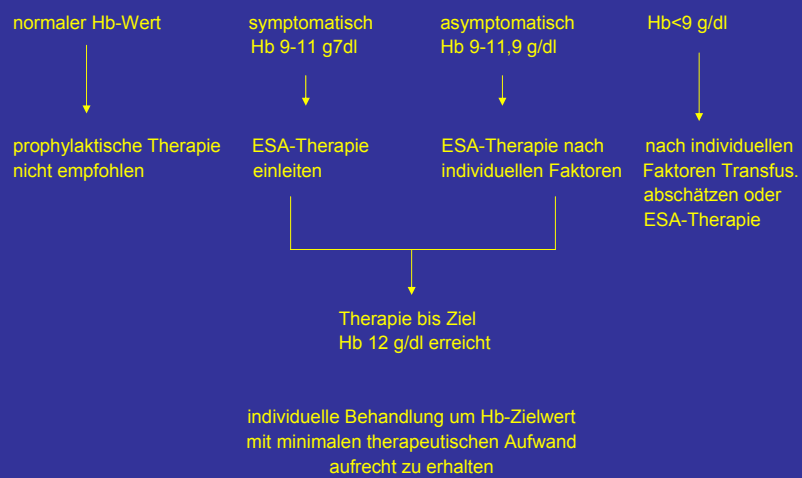 normaler Hb-Wert
symptomatisch
Hb 9-11 g7dl
asymptomatisch
Hb 9-11,9 g/dl
Hb<9 g/dl
prophylaktische Therapie
nicht empfohlen
ESA-Therapie
einleiten
ESA-Therapie nach
individuellen Faktoren
nach individuellen
Faktoren Transfus.
abschätzen oder
ESA-Therapie
Therapie bis Ziel
Hb 12 g/dl erreicht
individuelle Behandlung um Hb-Zielwert
mit minimalen therapeutischen Aufwand
aufrecht zu erhalten